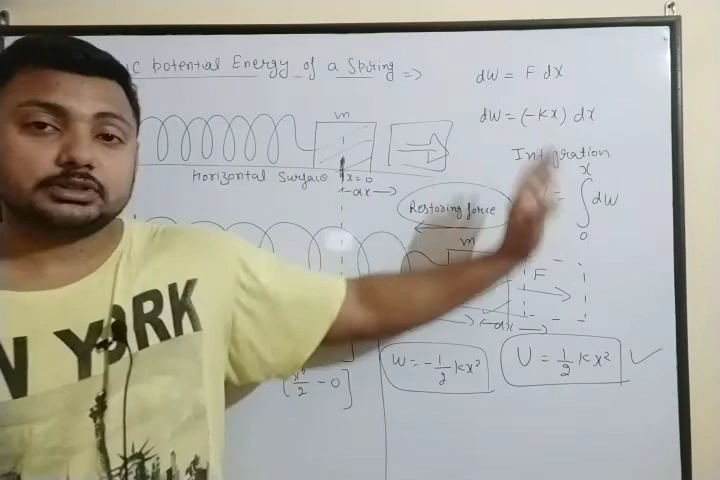 c Potential Energy of a Spring =>
dW = F dx
m
dW = (-Kx) dx
Integration
x=0
dx
horizontal surface
x
= ∫ dW
0
Restoring force
m
F
dx
W = -1/2 Kx²
U = 1/2 Kx² ✓
[x²/2 - 0]
N YORK